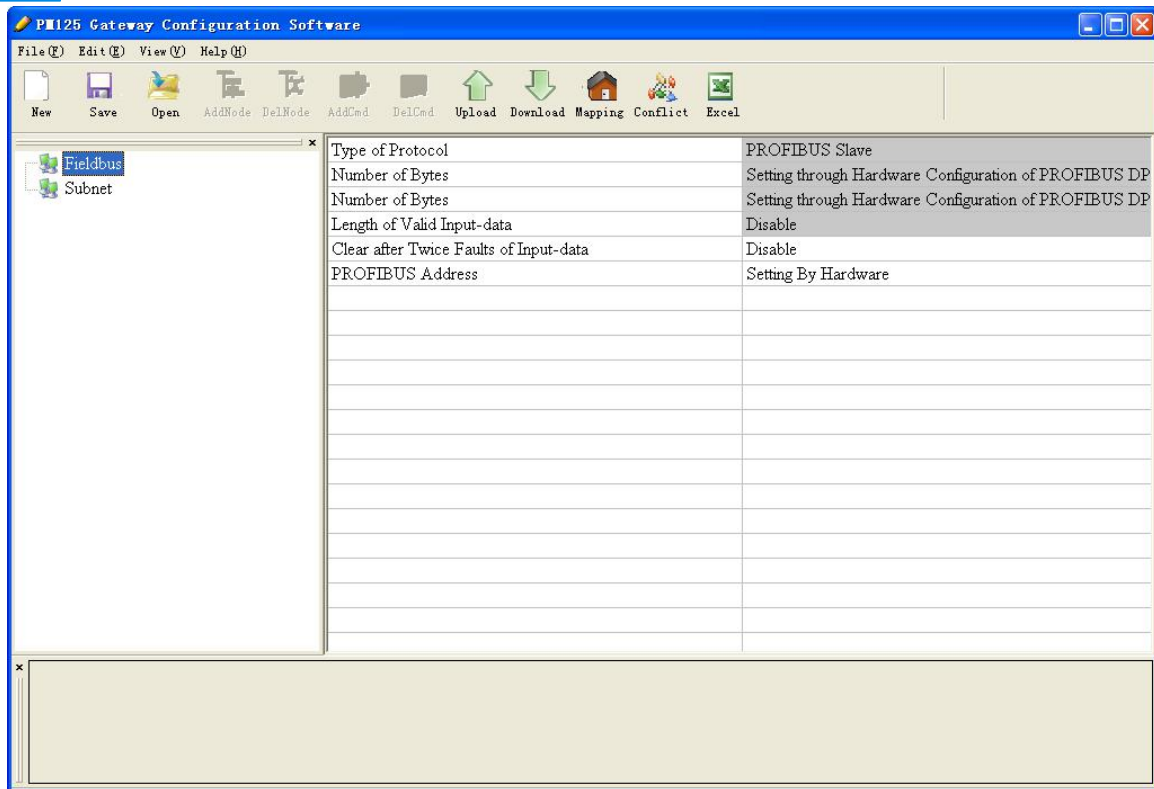 PM125 Gateway Configuration Software
File(F) Edit(E) View(V) Help(H)
New Save Open AddNode DelNode AddCmd DelCmd Upload Download Mapping Conflict Excel
Fieldbus
Subnet
Type of Protocol PROFIBUS Slave
Number of Bytes Setting through Hardware Configuration of PROFIBUS DP
Number of Bytes Setting through Hardware Configuration of PROFIBUS DP
Length of Valid Input-data Disable
Clear after Twice Faults of Input-data Disable
PROFIBUS Address Setting By Hardware